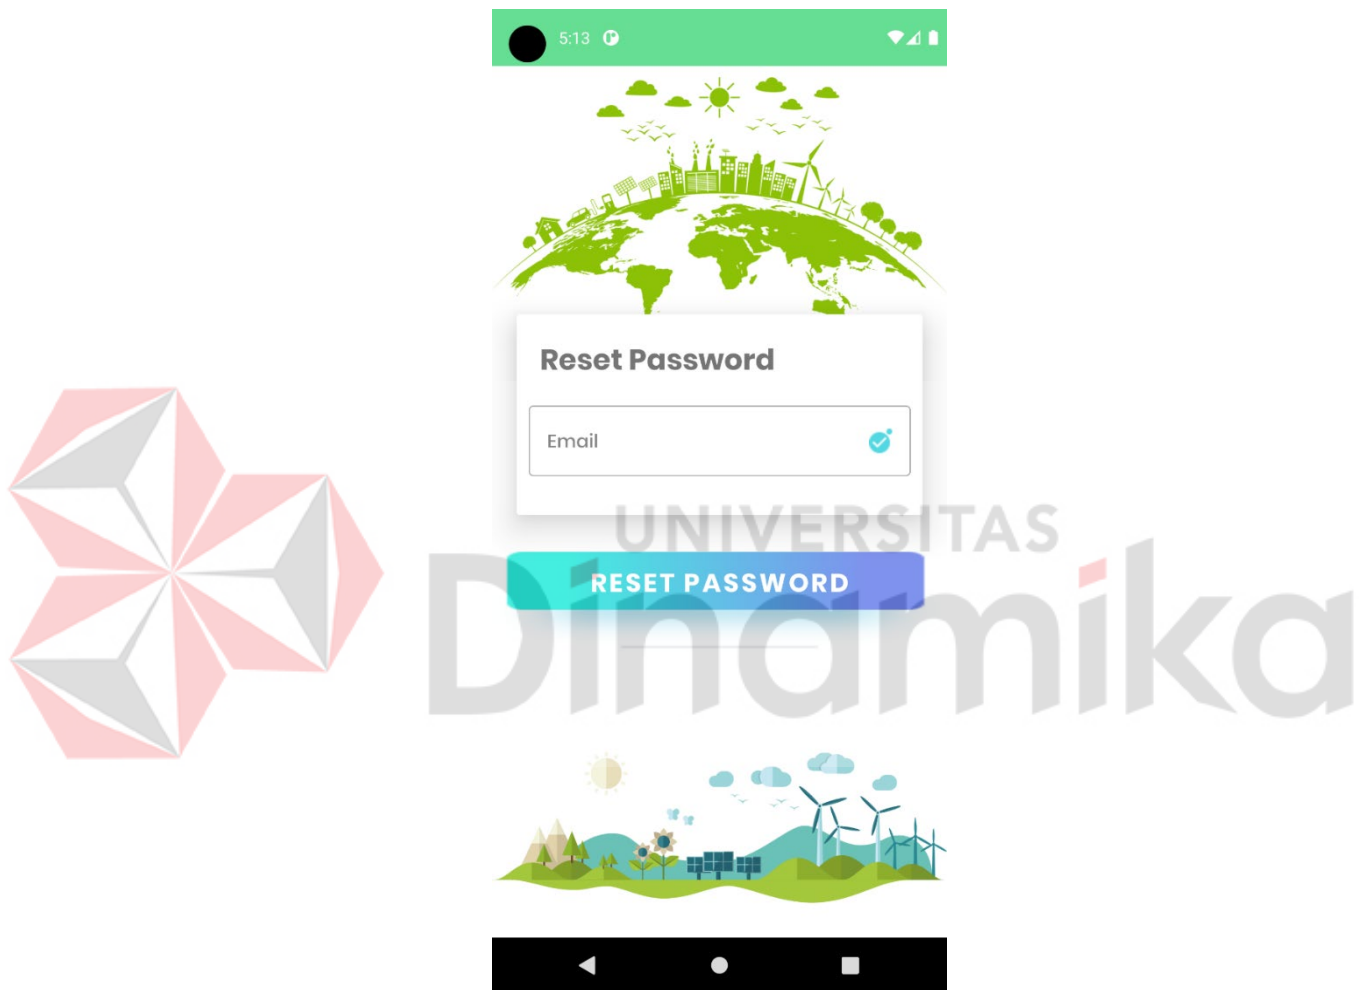 5:13
Reset Password
Email
UNIVERSITAS
RESET PASSWORD
Dinamika